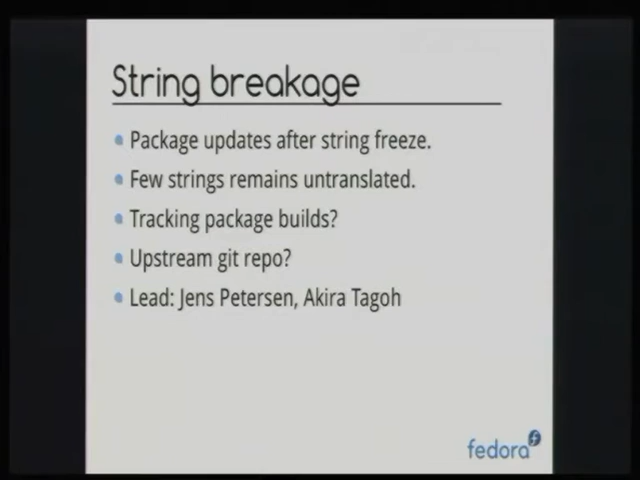 String breakage
Package updates after string freeze.
Few strings remains untranslated.
Tracking package builds?
Upstream git repo?
Lead: Jens Petersen, Akira Tagoh
fedora